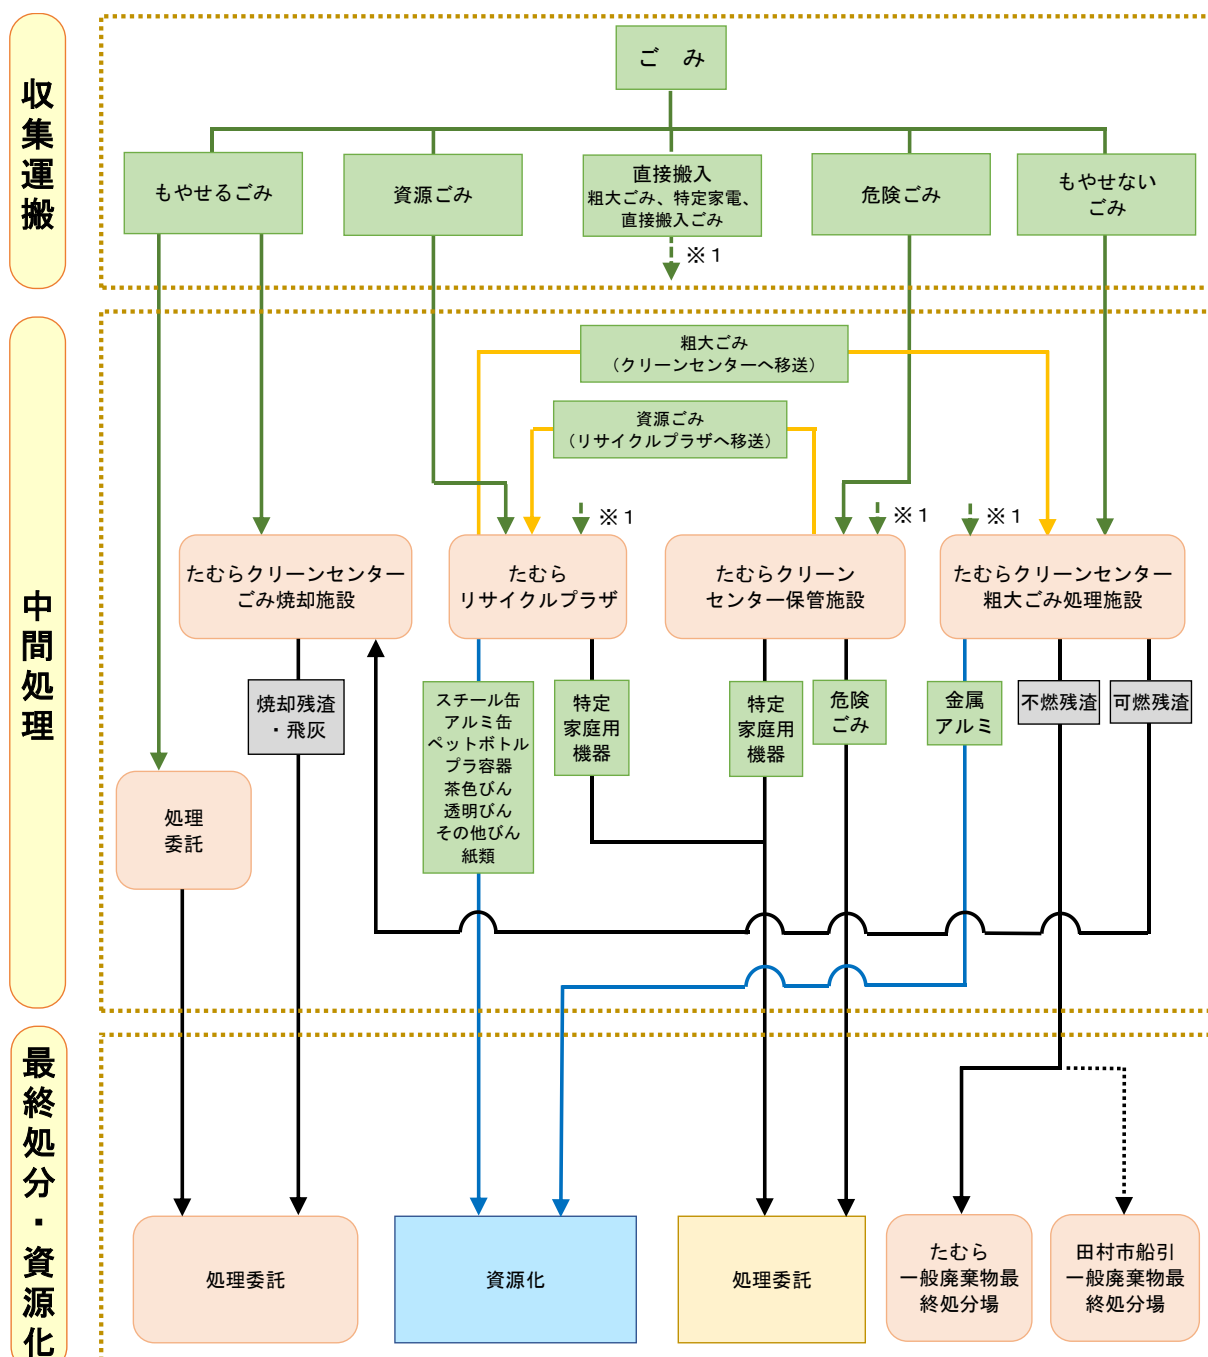 収集運搬
ご　み
もやせるごみ
資源ごみ
直接搬入
粗大ごみ、特定家電、
直接搬入ごみ
危険ごみ
もやせない
ごみ
※１
中間処理
粗大ごみ
（クリーンセンターへ移送）
資源ごみ
（リサイクルプラザへ移送）
※１
※１
※１
たむらクリーンセンター
ごみ焼却施設
たむら
リサイクルプラザ
たむらクリーン
センター保管施設
たむらクリーンセンター
粗大ごみ処理施設
焼却残渣
・飛灰
スチール缶
アルミ缶
ペットボトル
プラ容器
茶色びん
透明びん
その他びん
紙類
特定
家庭用
機器
特定
家庭用
機器
危険
ごみ
金属
アルミ
不燃残渣
可燃残渣
処理
委託
最終処分・資源化
処理委託
資源化
処理委託
たむら
一般廃棄物最
終処分場
田村市船引
一般廃棄物最
終処分場